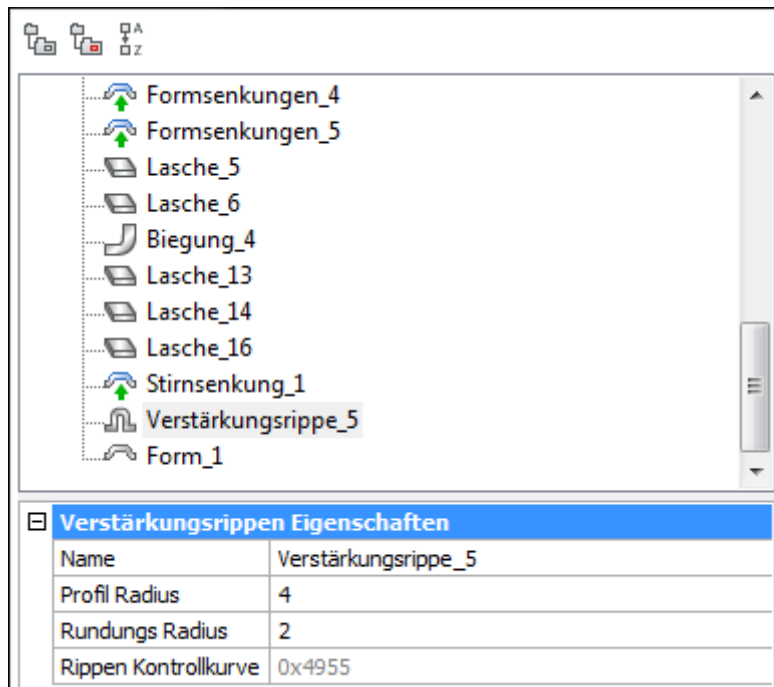 A
Z
Formsenkungen_4
Formsenkungen_5
Lasche_5
Lasche_6
Biegung_4
Lasche_13
Lasche_14
Lasche_16
Stirnsenkung_1
Verstärkungsrippe_5
Form_1
Verstärkungsrippen Eigenschaften
Name Verstärkungsrippe_5
Profil Radius 4
Rundungs Radius 2
Rippen Kontrollkurve 0x4955